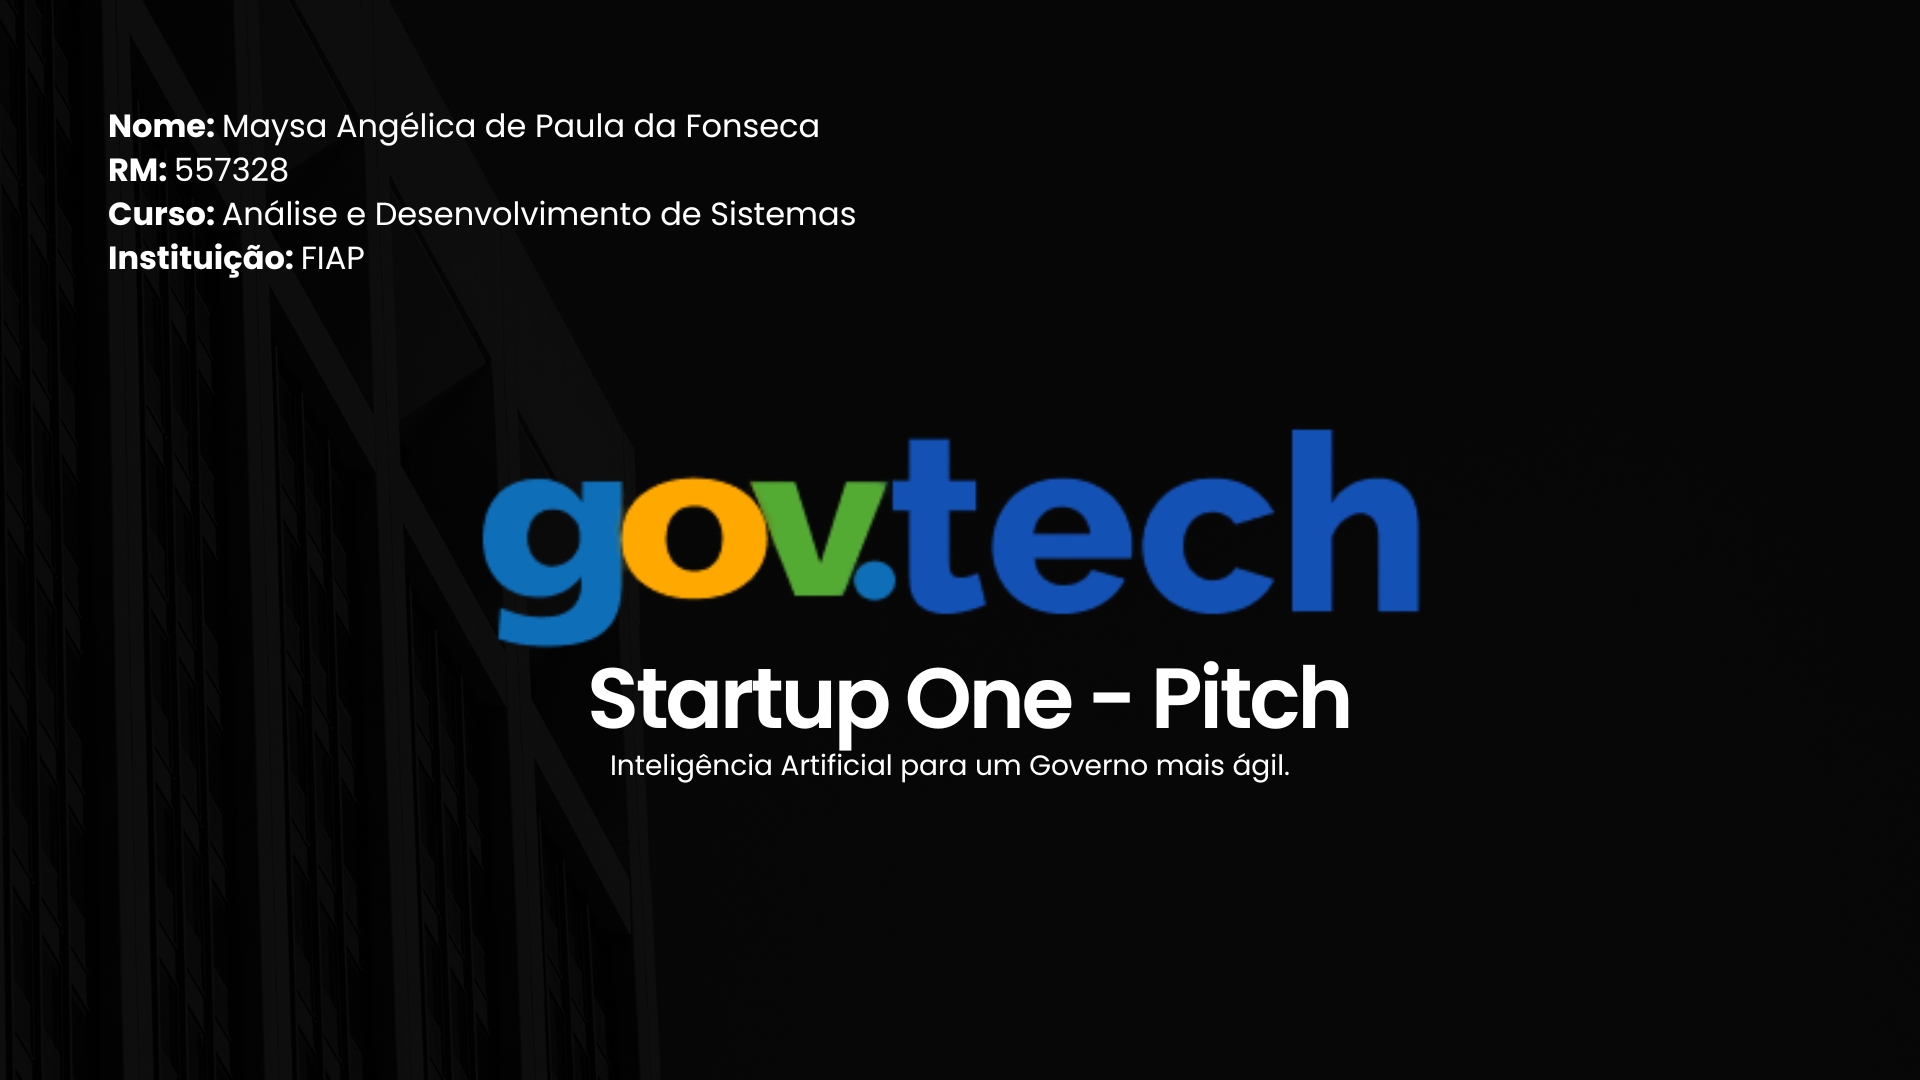 Nome: Maysa Angélica de Paula da Fonseca
RM: 557328
Curso: Análise e Desenvolvimento de Sistemas
Instituição: FIAP
gov.tech
Startup One - Pitch
Inteligência Artificial para um Governo mais ágil.